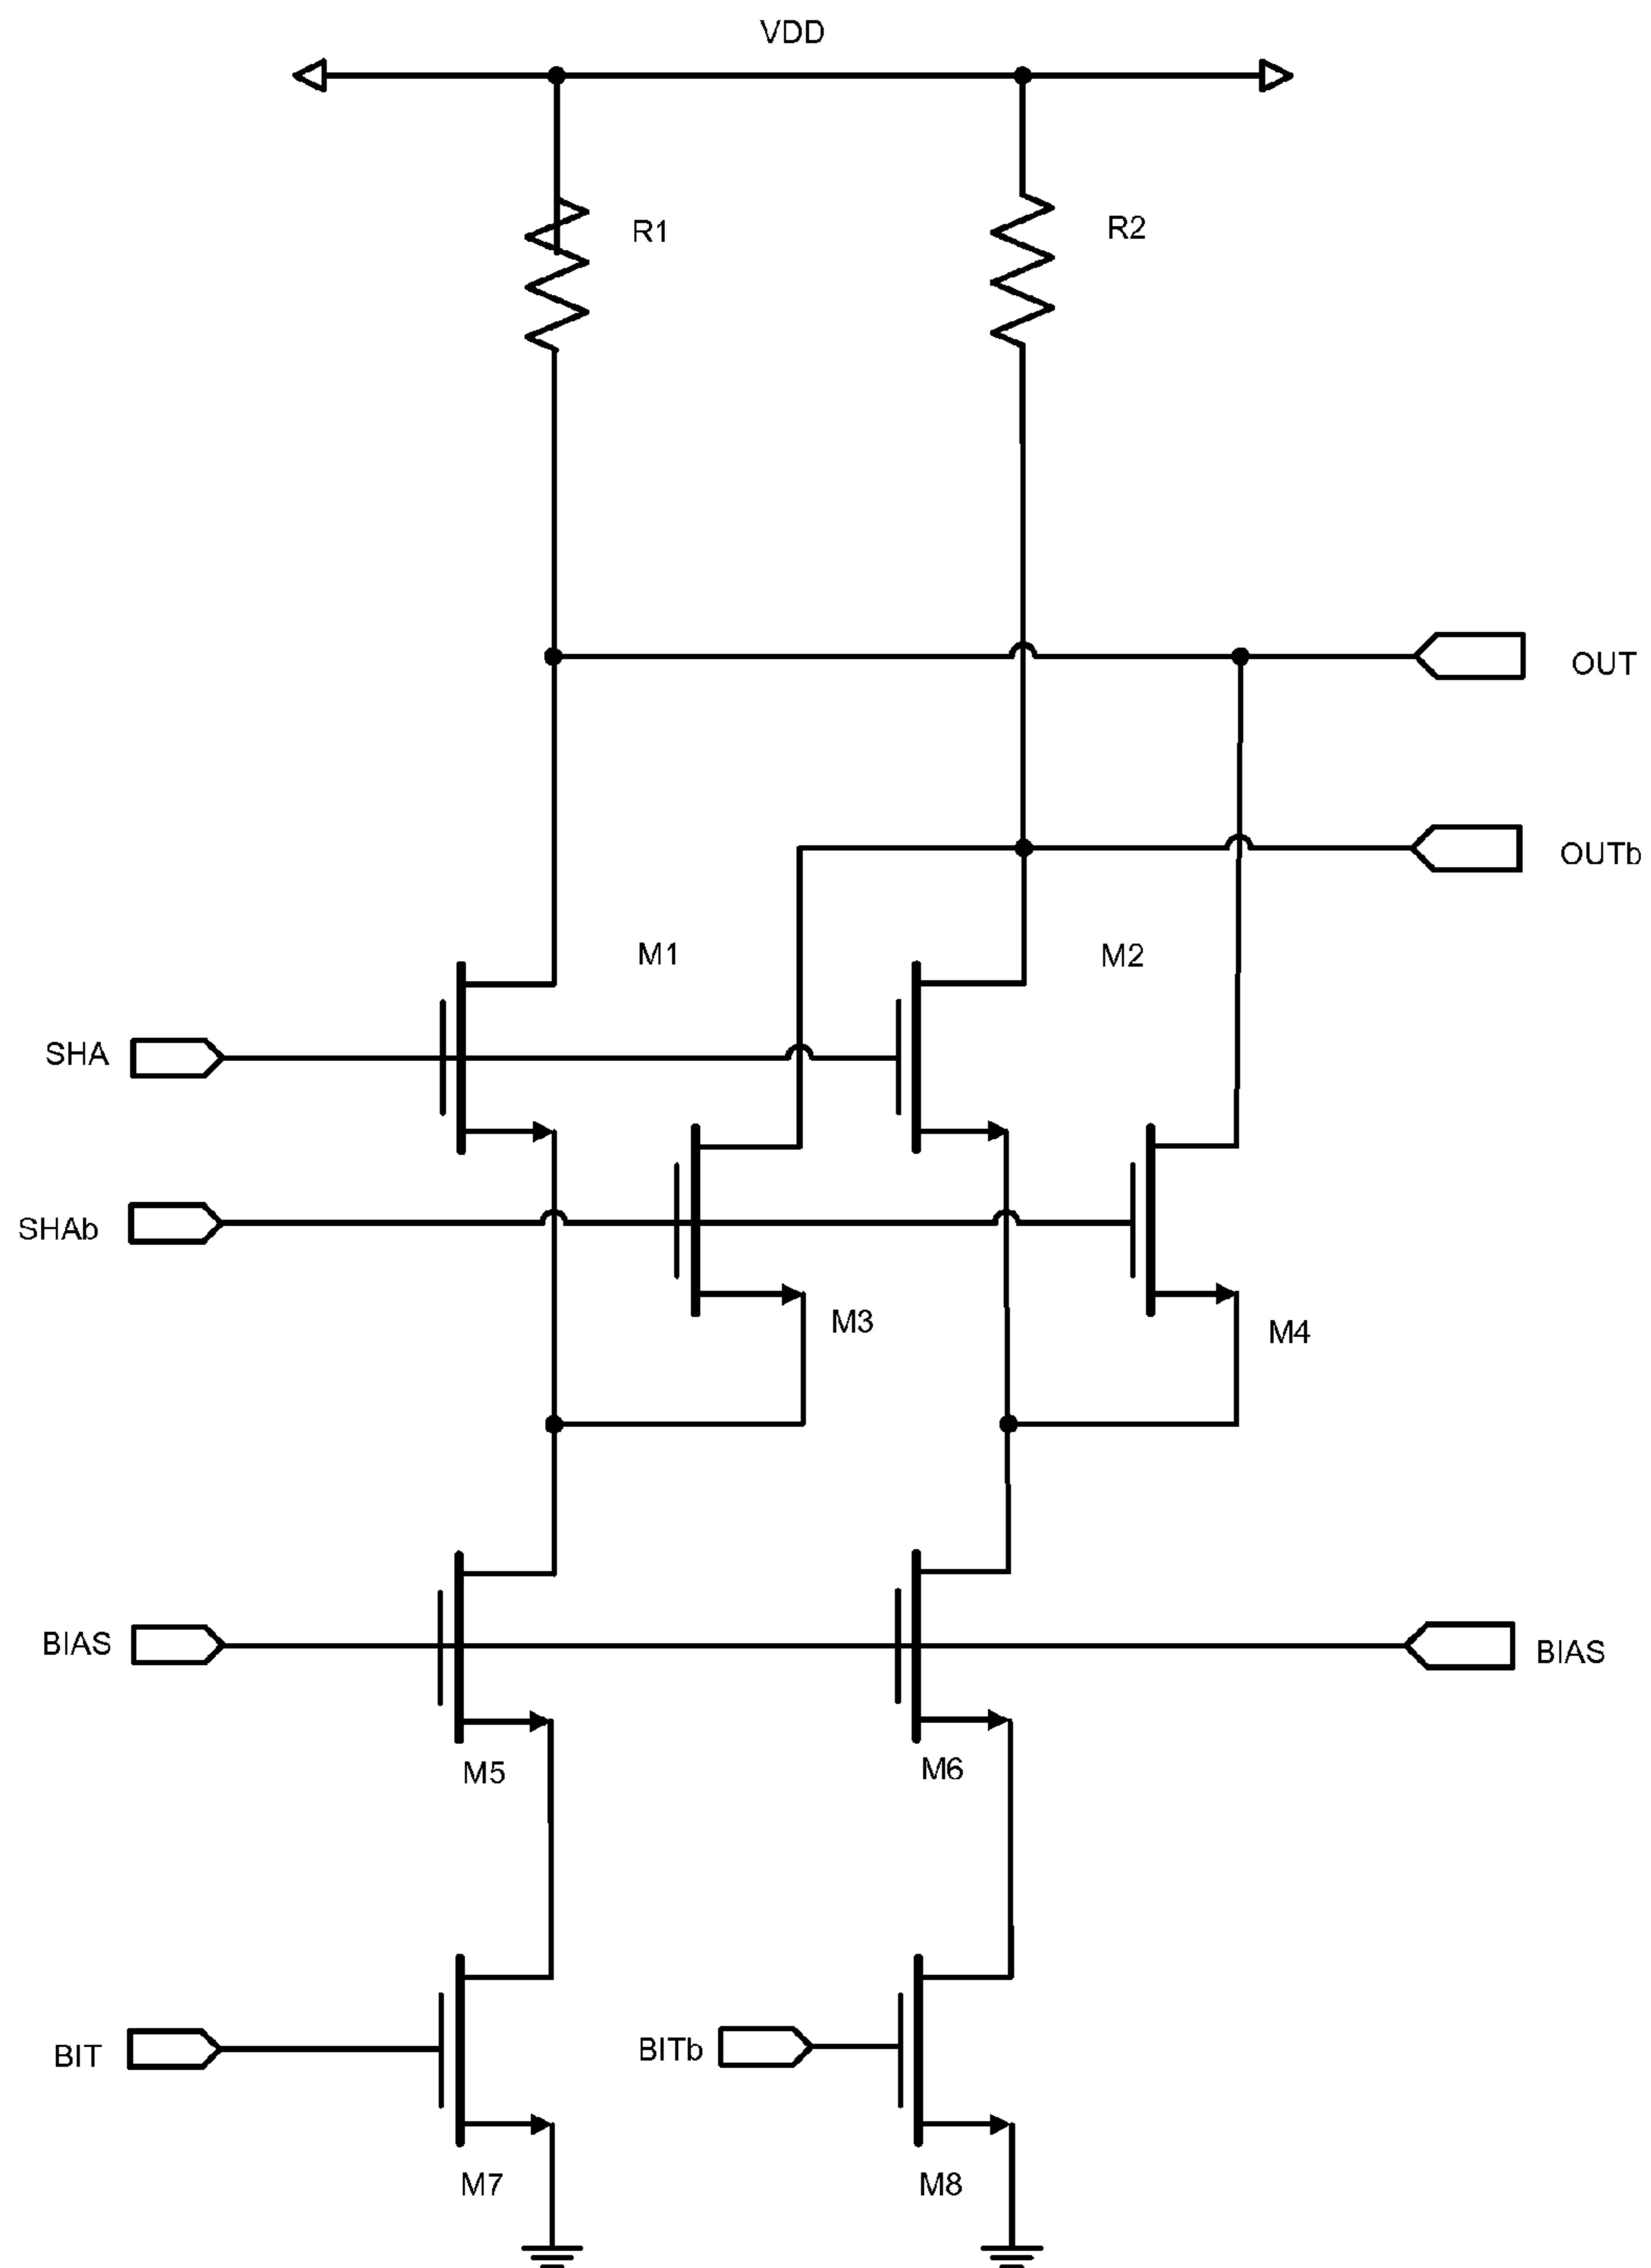 VDD
R1
R2
OUT
OUTb
M1
M2
SHA
SHAb
M3
M4
BIAS
BIAS
M5
M6
BIT
BITb
M7
M8